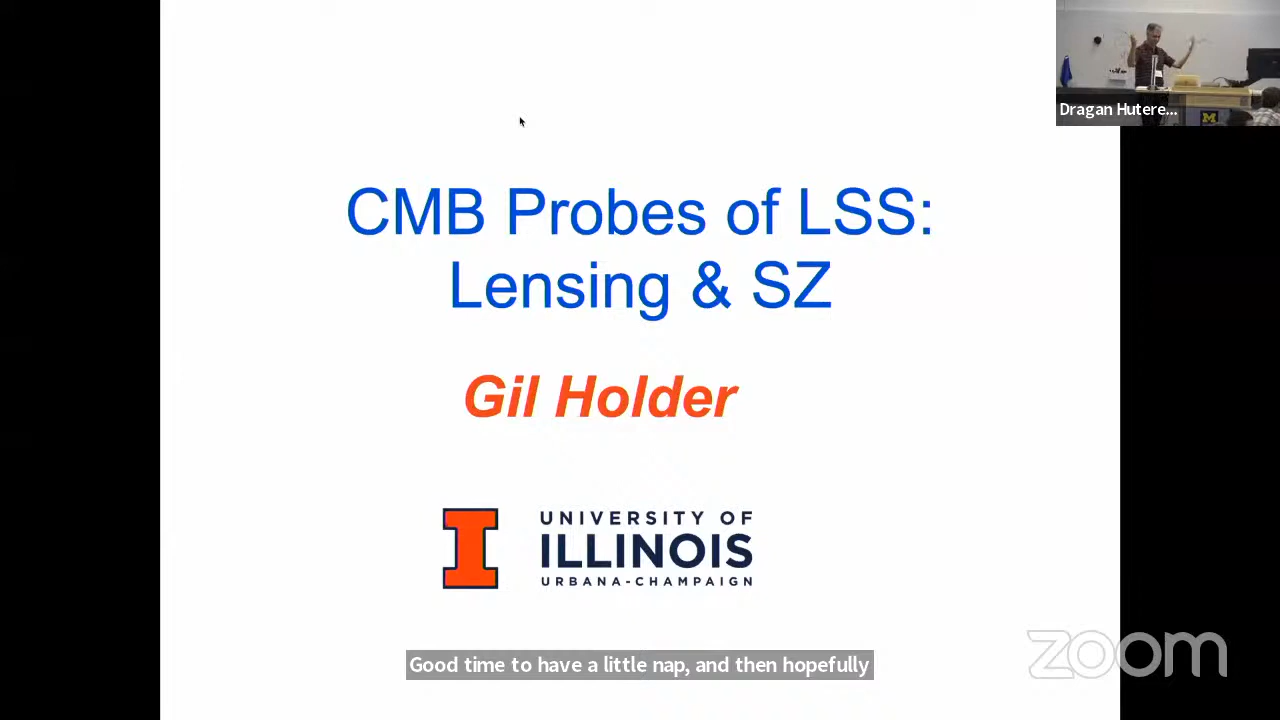 Dragan Hutere...
CMB Probes of LSS:
Lensing & SZ
Gil Holder
I
UNIVERSITY OF
ILLINOIS
URBANA-CHAMPAIGN
M
Good time to have a little nap, and then hopefully
zoom